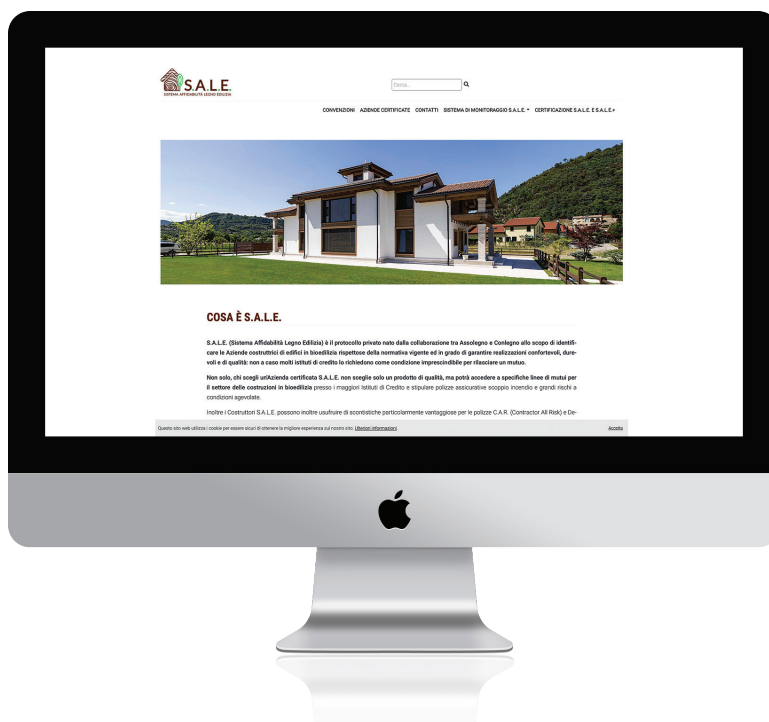 S.A.L.E.
SISTEMA AFFIDABILITÀ LEGNO EDILIZIA
Cerca...
CONVENZIONI AZIENDE CERTIFICATE CONTATTI SISTEMA DI MONITORAGGIO S.A.L.E. CERTIFICAZIONE S.A.L.E. E S.A.L.E.+
COSA È S.A.L.E.
S.A.L.E. (Sistema Affidabilità Legno Edilizia) è il protocollo privato nato dalla collaborazione tra Assolegno e Conlegno allo scopo di identifi-
care le Aziende costruttrici di edifici in bioedilizia rispettose della normativa vigente ed in grado di garantire realizzazioni confortevoli, dure-
voli e di qualità: non a caso molti istituti di credito lo richiedono come condizione imprescindibile per rilasciare un mutuo.
Non solo, chi scegli un'Azienda certificata S.A.L.E. non sceglie solo un prodotto di qualità, ma potrà accedere a specifiche linee di mutui per
il settore delle costruzioni in bioedilizia presso i maggiori Istituti di Credito e stipulare polizze assicurative scoppio incendio e grandi rischi a
condizioni agevolate.
Inoltre i Costruttori S.A.L.E. possono inoltre usufruire di scontistiche particolarmente vantaggiose per le polizze C.A.R. (Contractor All Risk) e De-
Questo sito web utilizza i cookie per essere sicuri di ottenere la migliore esperienza sul nostro sito. Ulteriori informazioni. Accetta